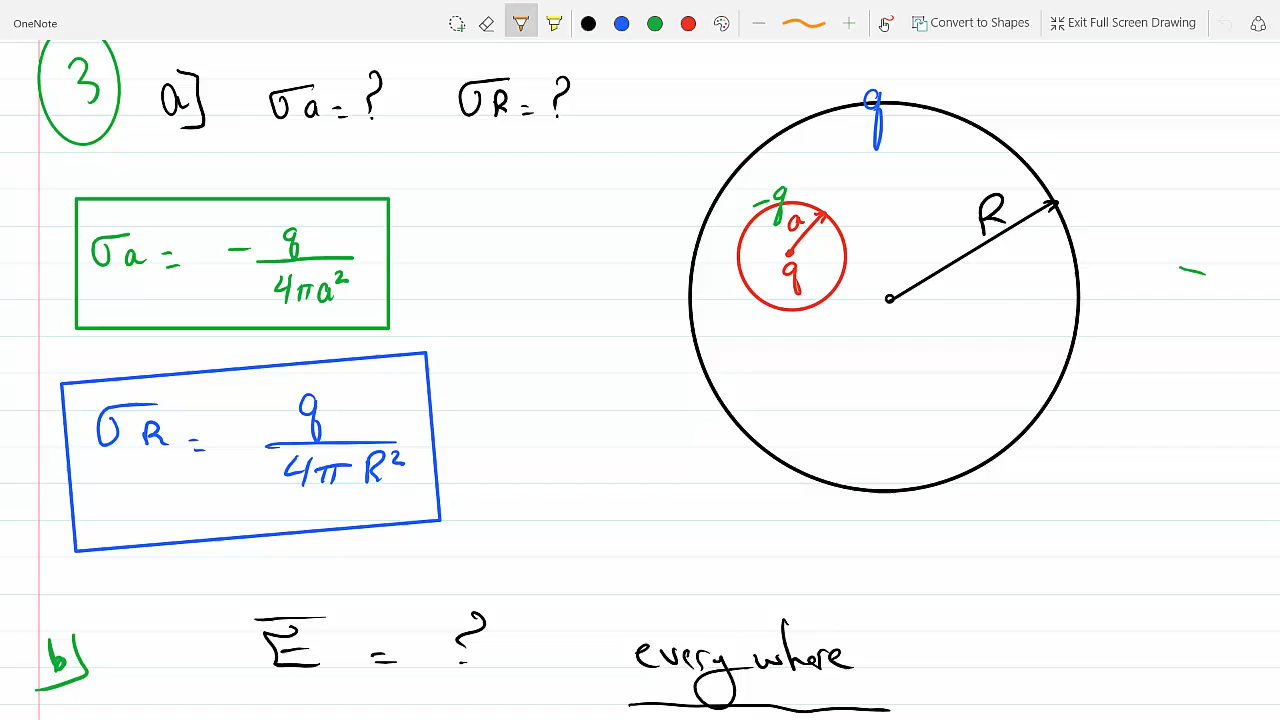 OneNote
Convert to Shapes
Exit Full Screen Drawing
3
a] σa = ? σR = ?
σa = - q / 4πa²
σR = q / 4πR²
q
-q
a
q
R
b] E = ? every where